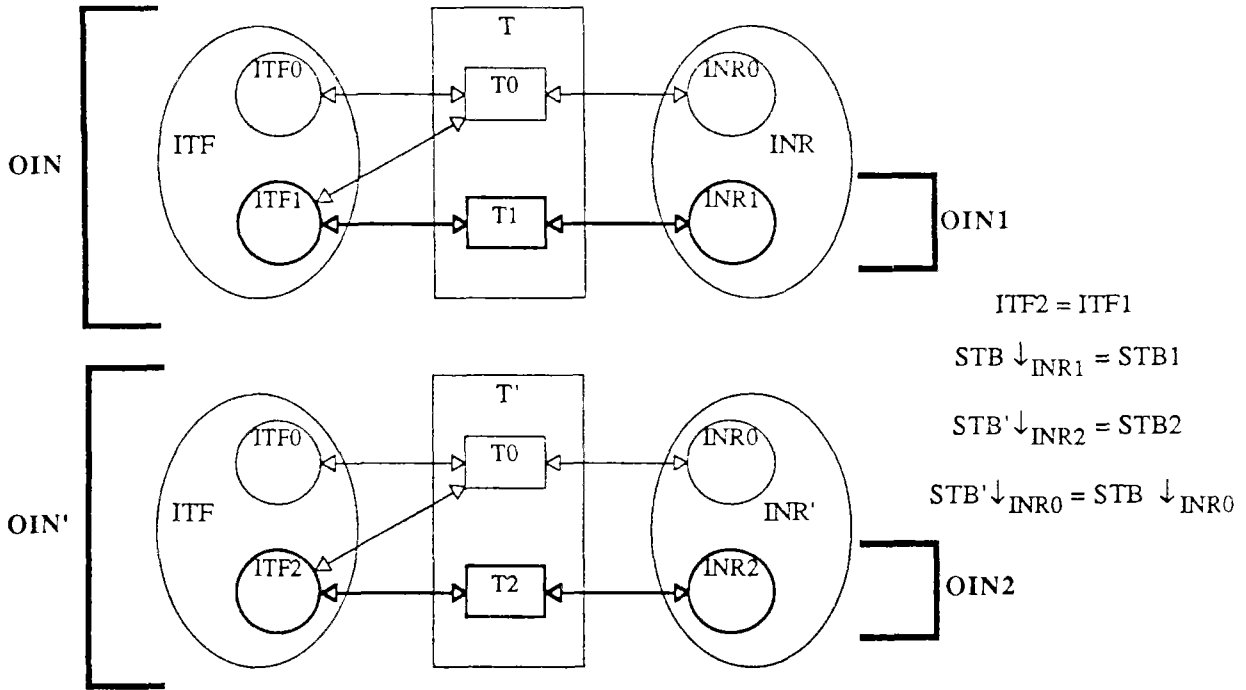 T
ITF0
T0
INR0
ITF
INR
OIN
ITF1
T1
INR1
OIN1
ITF2 = ITF1
STB ↓INR1 = STB1
STB'↓INR2 = STB2
STB'↓INR0 = STB ↓INR0
T'
ITF0
T0
INR0
ITF
INR'
OIN'
ITF2
T2
INR2
OIN2